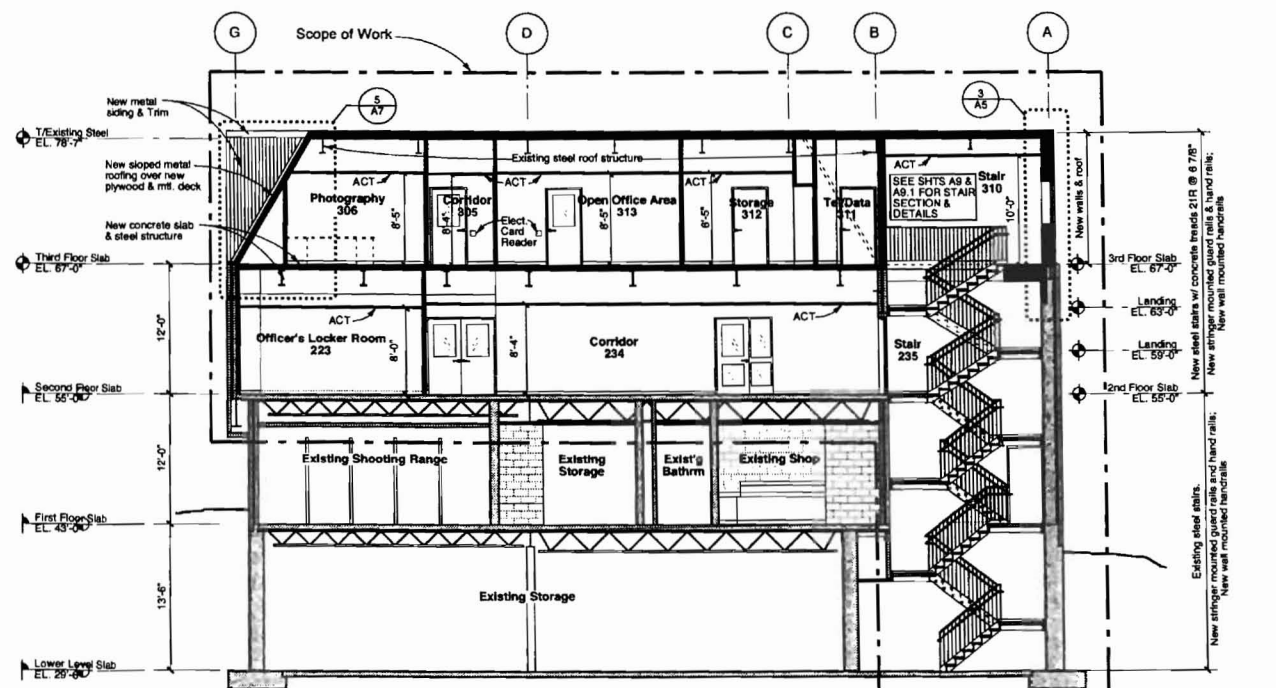 G
D
C
B
A
Scope of Work
New metal
siding & Trim
5
A7
3
A5
T/Existing Steel
EL. 78'-7"
New sloped metal
roofing over new
plywood & mtl. deck
New concrete slab
& steel structure
Third Floor Slab
EL. 67'-0"
Existing steel roof structure
ACT
ACT
ACT
ACT
Photography
306
8'-5"
Corridor
305
8'-4"
Elect.
Card
Reader
Open Office Area
313
8'-5"
Storage
312
8'-5"
Tel/Data
311
SEE SHTS A9 &
A9.1 FOR STAIR
SECTION &
DETAILS
Stair
310
10'-0"
New walls & roof
3rd Floor Slab
EL. 67'-0"
Landing
EL. 63'-0"
Landing
EL. 59'-0"
2nd Floor Slab
EL. 55'-0"
New steel stairs w/ concrete treads 21R @ 6 7/8"
New stringer mounted guard rails & hand rails;
New wall mounted handrails
12'-0"
ACT
Officer's Locker Room
223
8'-0"
8'-4"
Corridor
234
ACT
Stair
235
Second Floor Slab
EL. 55'-0"
12'-0"
Existing Shooting Range
Existing
Storage
Exist'g
Bathrm
Existing Shop
First Floor Slab
EL. 43'-0"
13'-6"
Existing Storage
Existing steel stairs.
New stringer mounted guard rails and hand rails;
New wall mounted handrails
Lower Level Slab
EL. 29'-6"